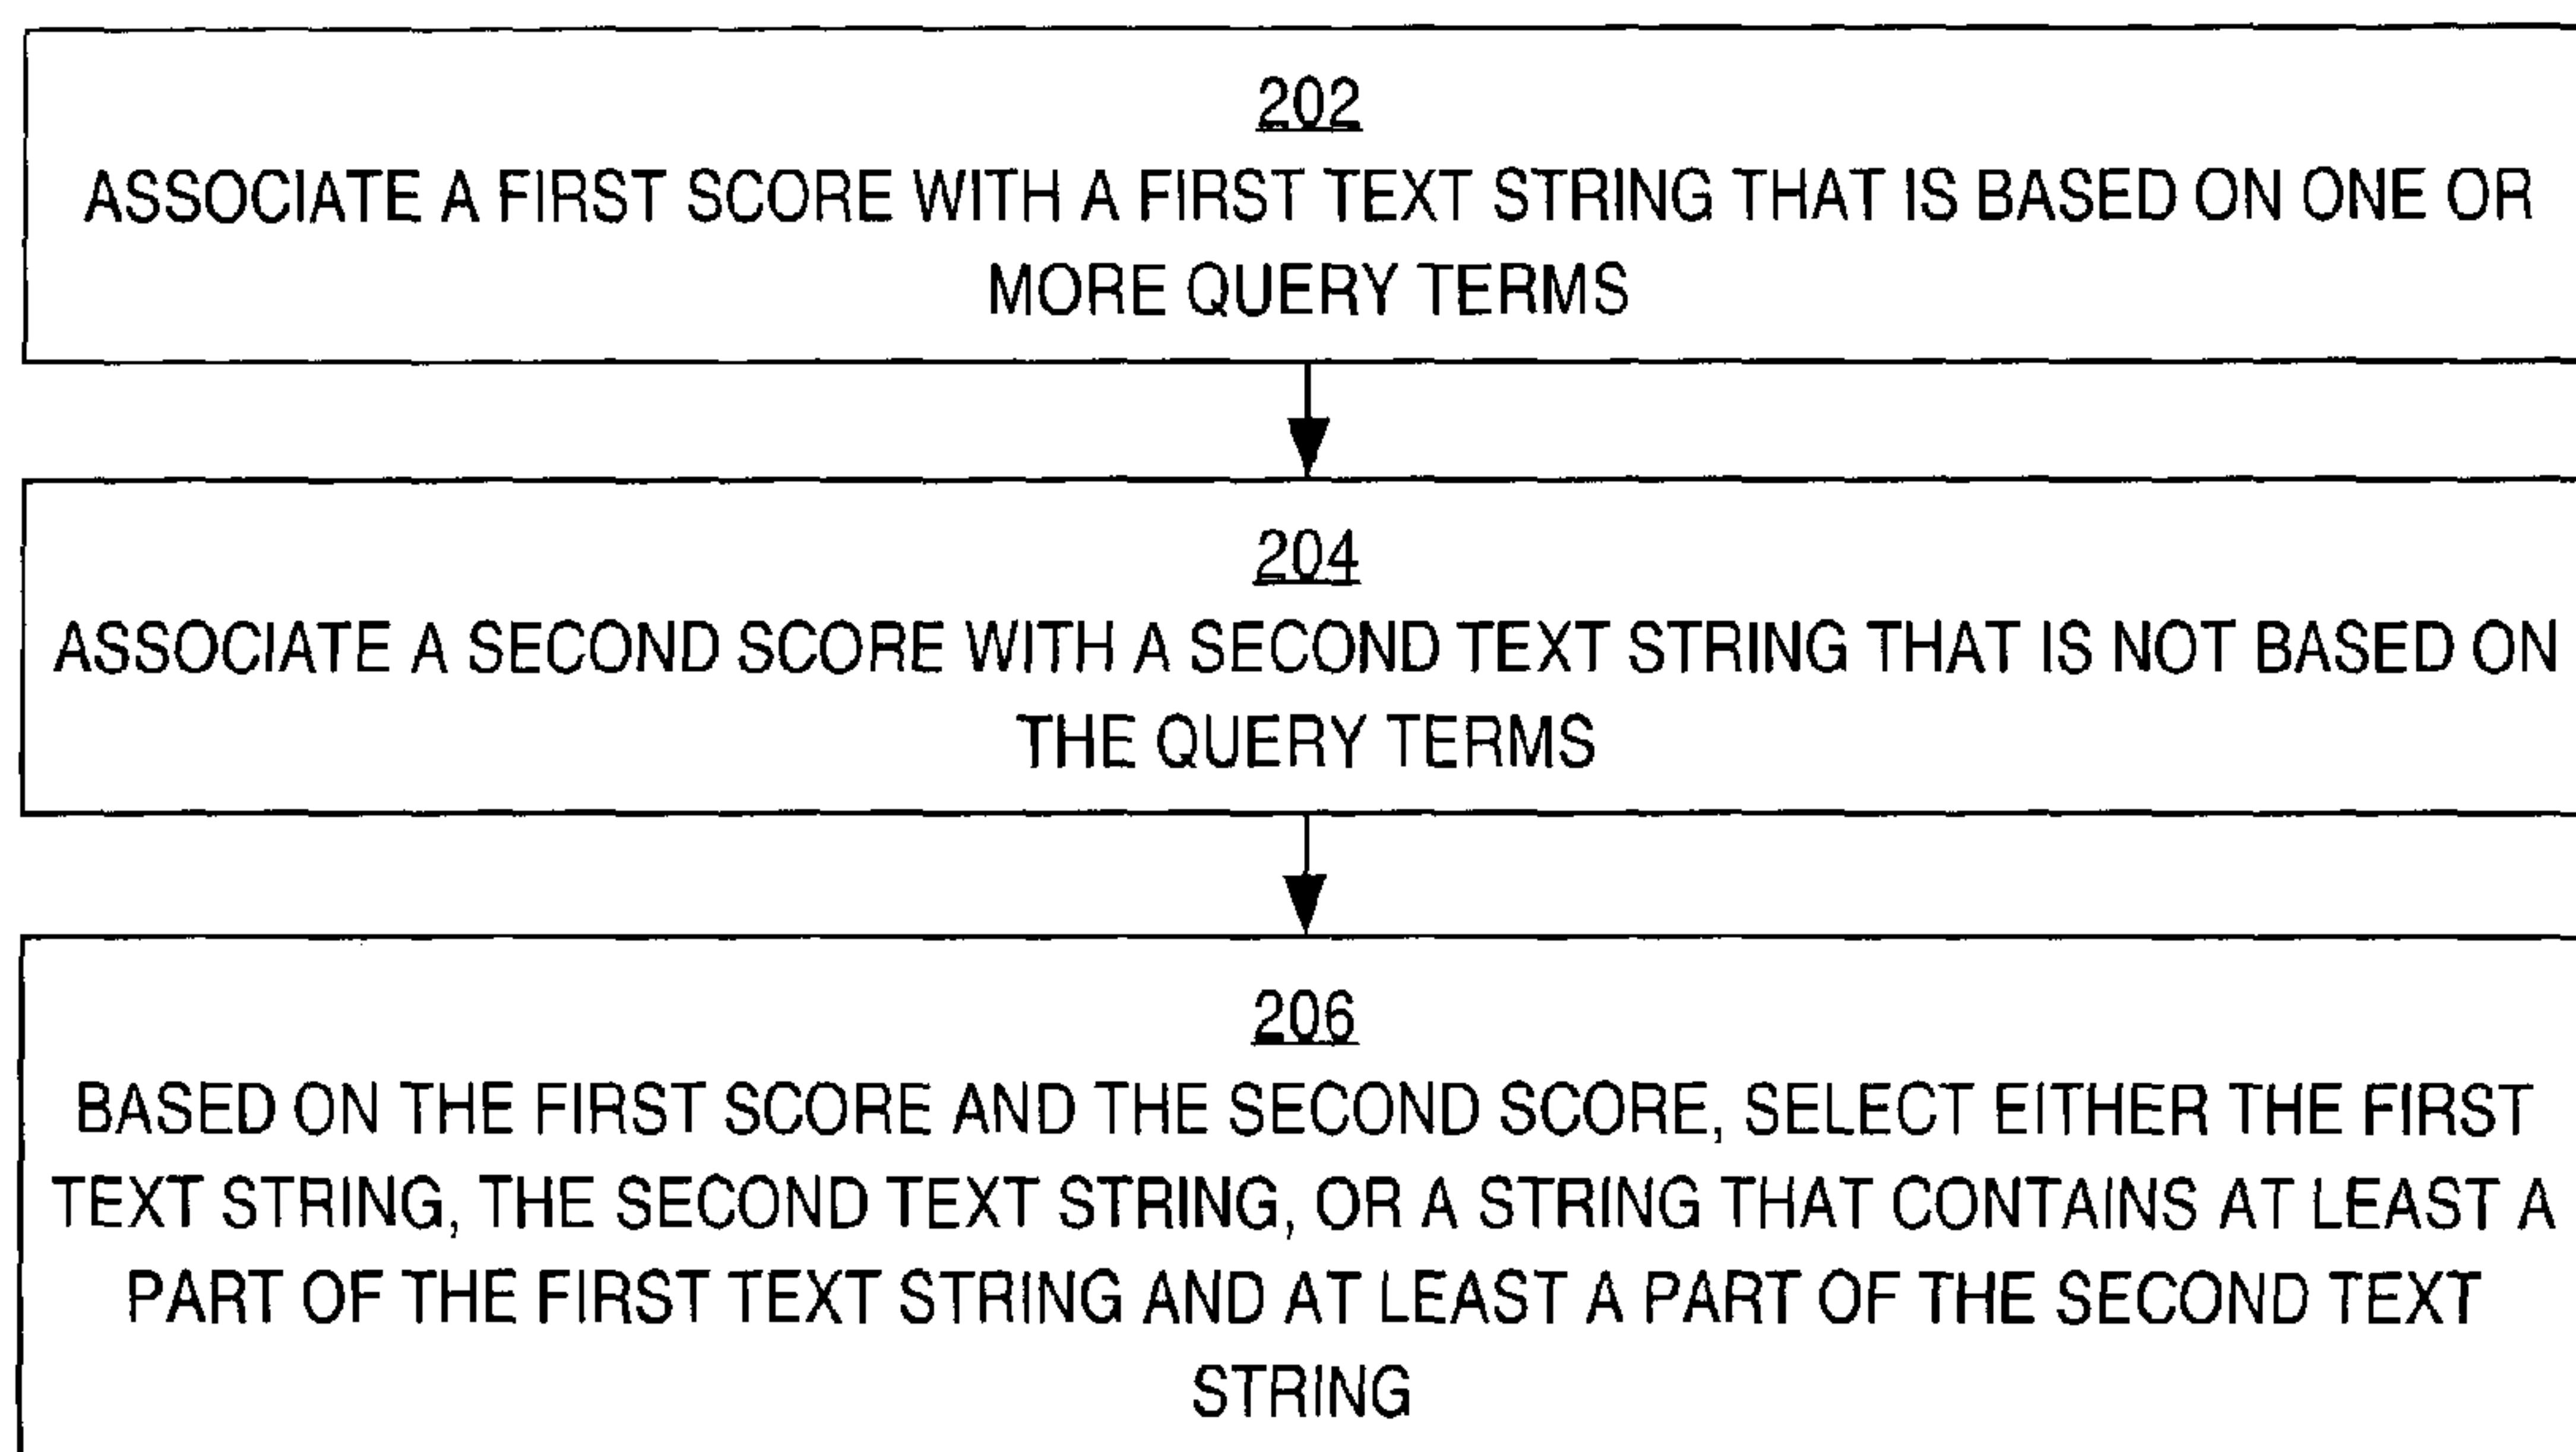 202
ASSOCIATE A FIRST SCORE WITH A FIRST TEXT STRING THAT IS BASED ON ONE OR
MORE QUERY TERMS
204
ASSOCIATE A SECOND SCORE WITH A SECOND TEXT STRING THAT IS NOT BASED ON
THE QUERY TERMS
206
BASED ON THE FIRST SCORE AND THE SECOND SCORE, SELECT EITHER THE FIRST
TEXT STRING, THE SECOND TEXT STRING, OR A STRING THAT CONTAINS AT LEAST A
PART OF THE FIRST TEXT STRING AND AT LEAST A PART OF THE SECOND TEXT
STRING